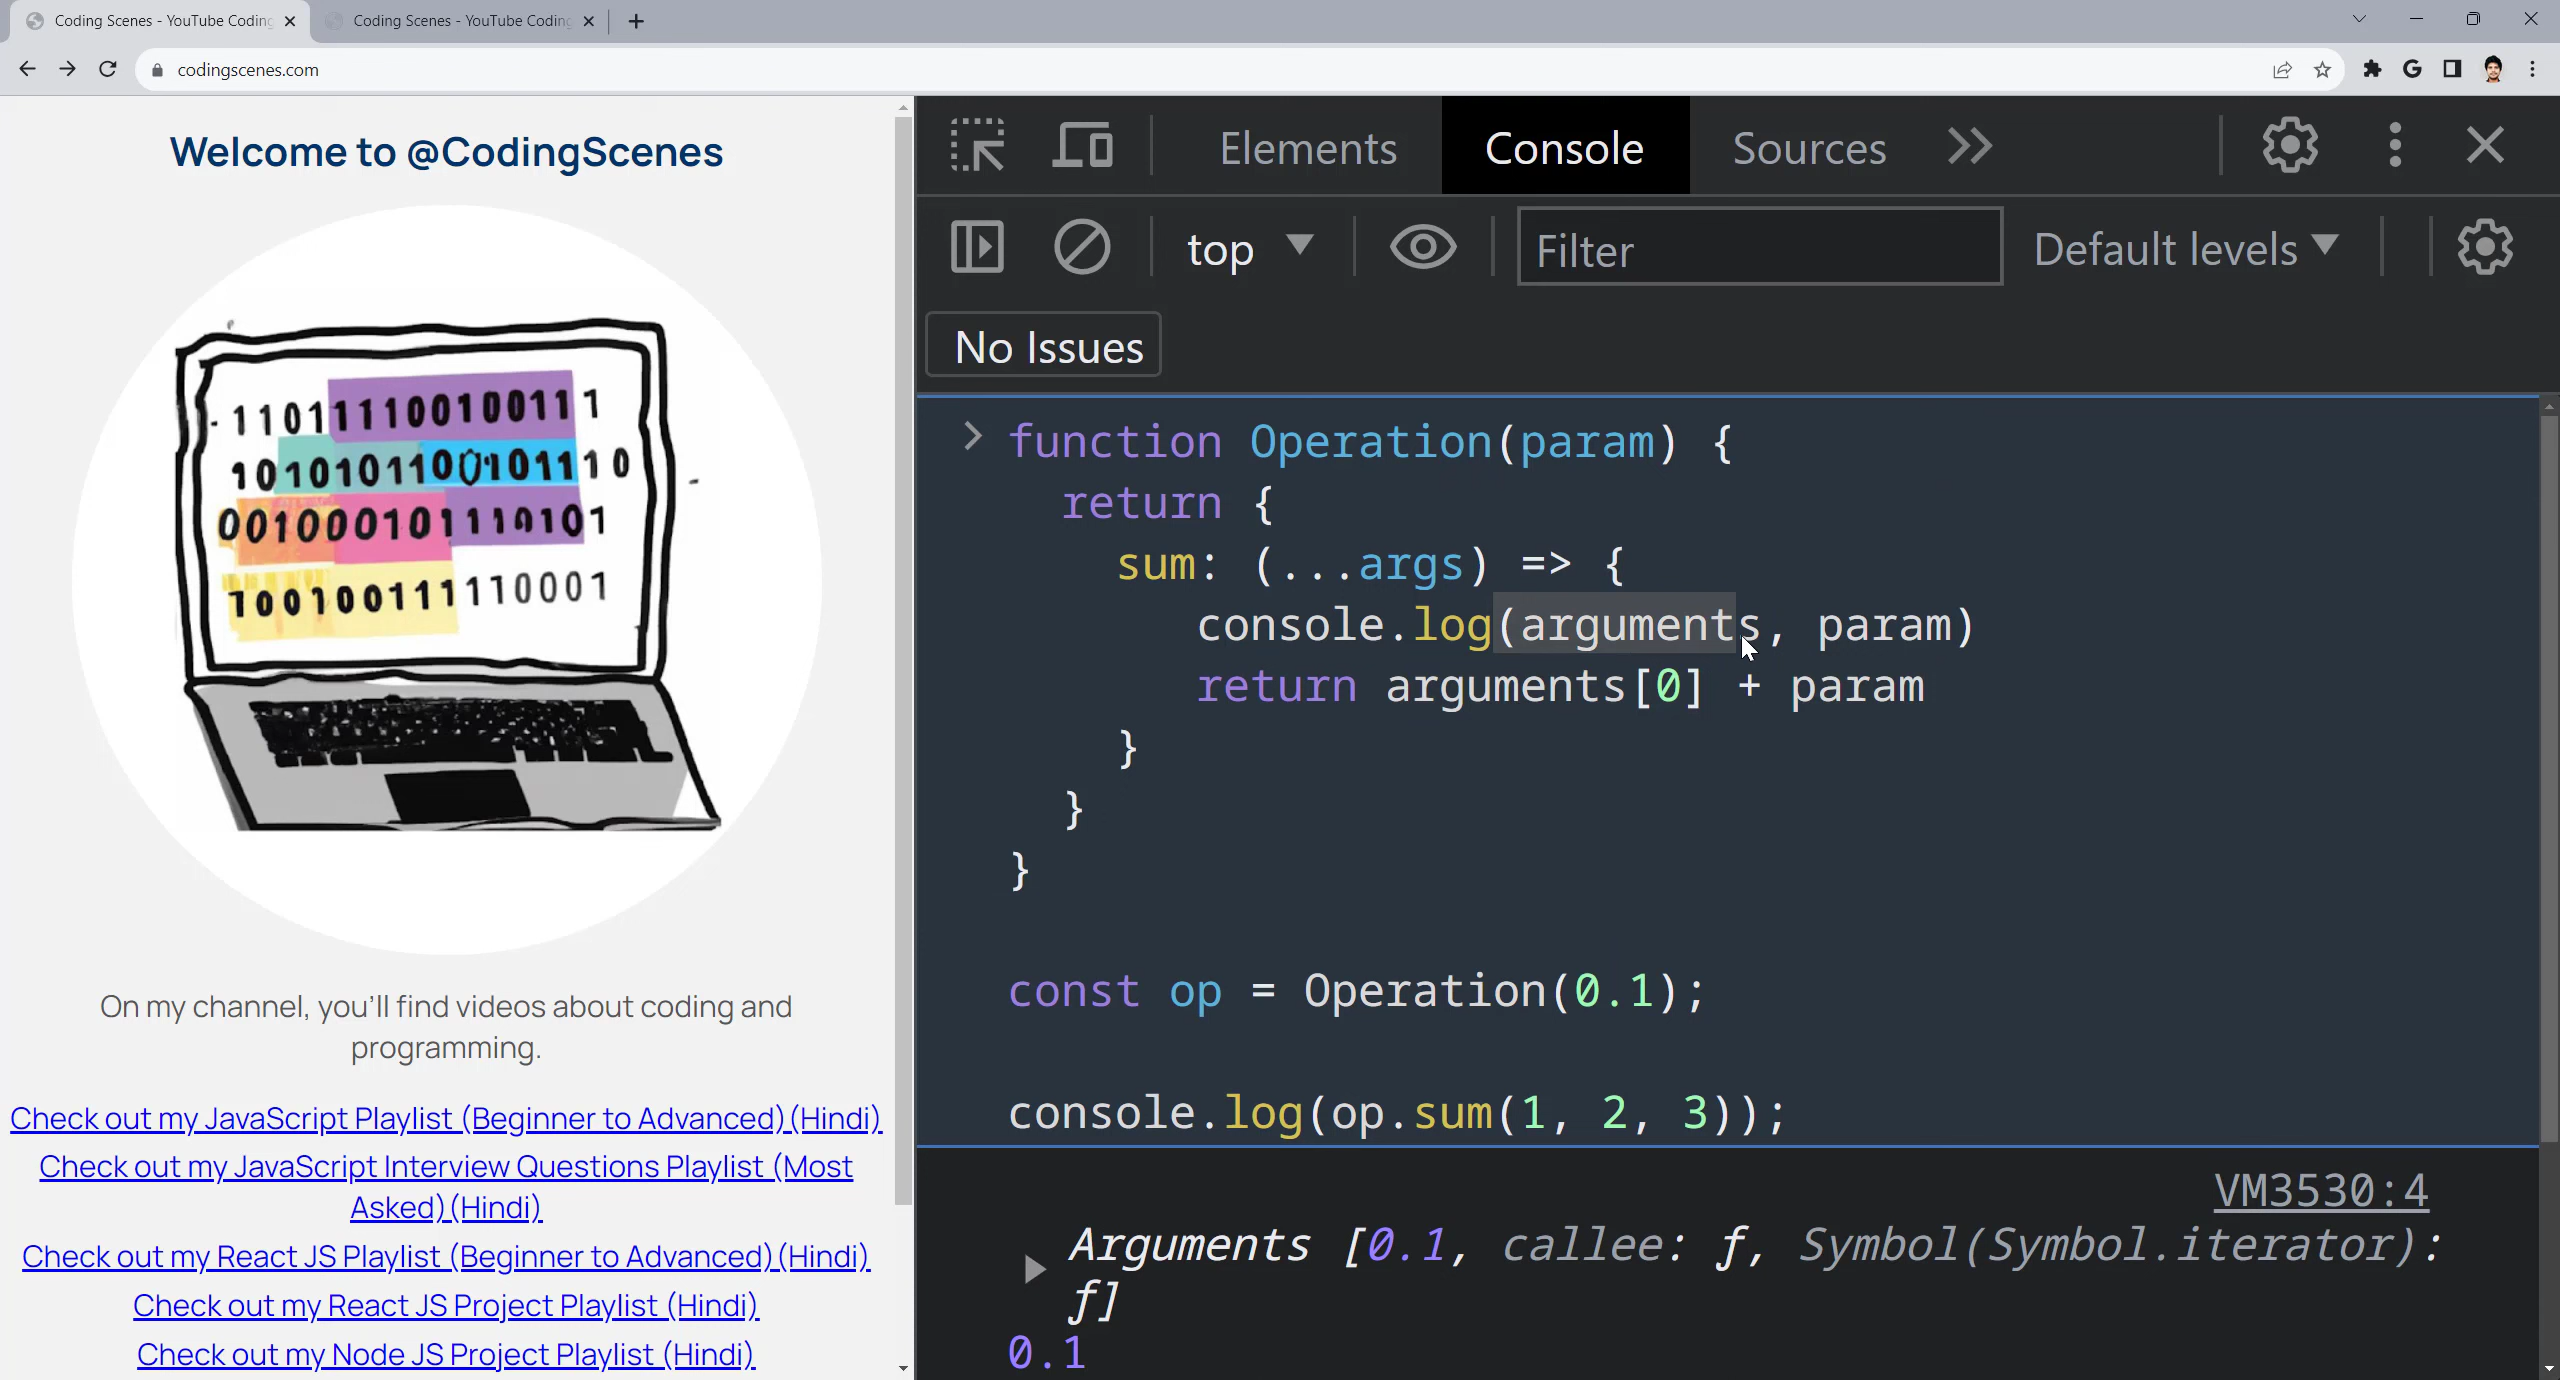 Coding Scenes - YouTube Coding
Coding Scenes - YouTube Coding
codingscenes.com
Welcome to @CodingScenes
11011110010011 1
10101011000101110
0010001011101 01
100100111110001
On my channel, you'll find videos about coding and
programming.
Check out my JavaScript Playlist (Beginner to Advanced)(Hindi)
Check out my JavaScript Interview Questions Playlist (Most
Asked)(Hindi)
Check out my React JS Playlist (Beginner to Advanced)(Hindi)
Check out my React JS Project Playlist (Hindi)
Check out my Node JS Project Playlist (Hindi)
Elements
Console
Sources
top
Filter
Default levels
No Issues
function Operation(param) {
return {
sum: (...args) => {
console.log(arguments, param)
return arguments[0] + param
}
}
}
const op = Operation(0.1);
console.log(op.sum(1, 2, 3));
VM3530:4
Arguments [0.1, callee: ƒ, Symbol(Symbol.iterator):
ƒ]
0.1